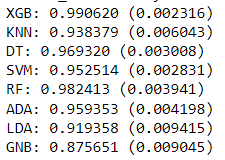 XGB: 0.990620 (0.002316)
KNN: 0.938379 (0.006043)
DT: 0.969320 (0.003008)
SVM: 0.952514 (0.002831)
RF: 0.982413 (0.003941)
ADA: 0.959353 (0.004198)
LDA: 0.919358 (0.009415)
GNB: 0.875651 (0.009045)